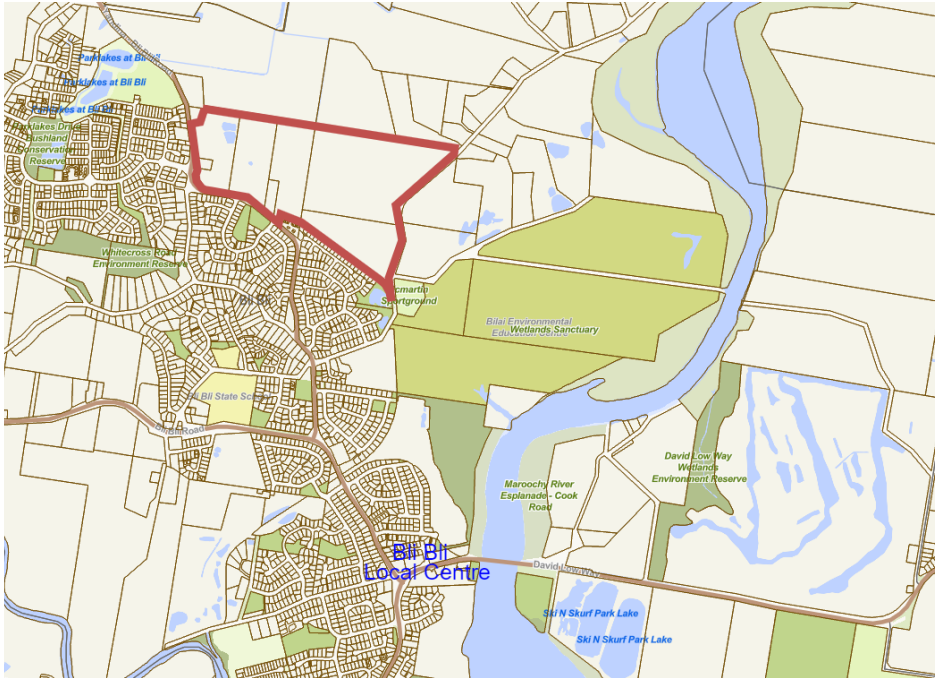 Parklakes at Bli Bli
Parklakes at Bli Bli
Parklakes at Bli Bli
Parklakes Drive
Bushland
Conservation
Reserve
Whitecross Road
Environment Reserve
Bli Bli
Sportground
Bilai Environmental
Education Centre
Wetlands Sanctuary
Bli Bli State School
Bli Bli Road
David Low Way
Wetlands
Environment Reserve
Maroochy River
Esplanade - Cook
Road
Bli Bli
Local Centre
David Low Way
Ski N Skurf Park Lake
Ski N Skurf Park Lake